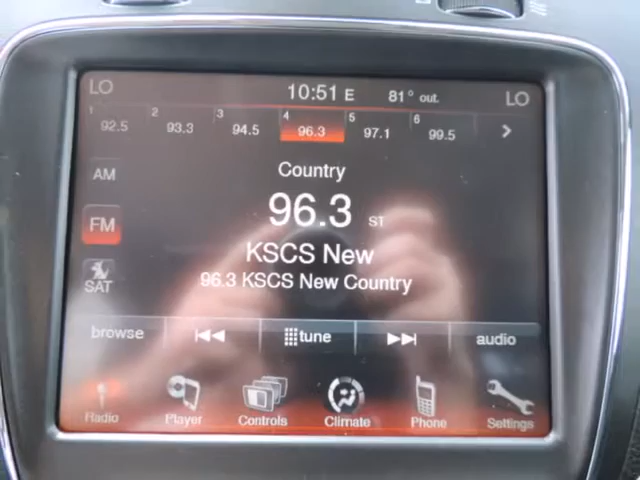 LO 10:51 E 81° out. LO
1 92.5 2 93.3 3 94.5 4 96.3 5 97.1 6 99.5 >
AM
Country
FM 96.3 ST
KSCS New
SAT 96.3 KSCS New Country
browse tune audio
Radio Player Controls Climate Phone Settings